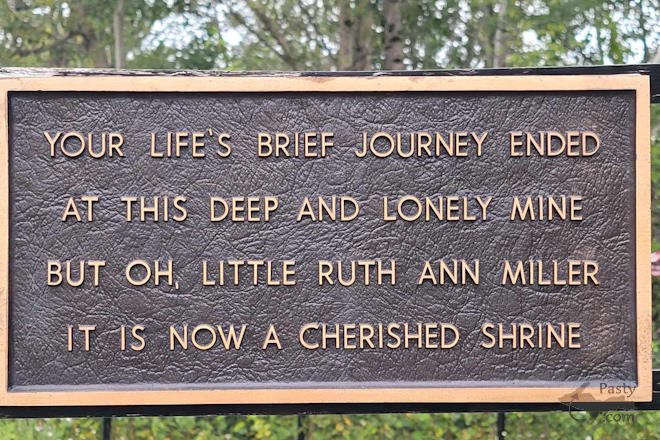 YOUR LIFE'S BRIEF JOURNEY ENDED
AT THIS DEEP AND LONELY MINE
BUT OH, LITTLE RUTH ANN MILLER
IT IS NOW A CHERISHED SHRINE
Pasty
.com